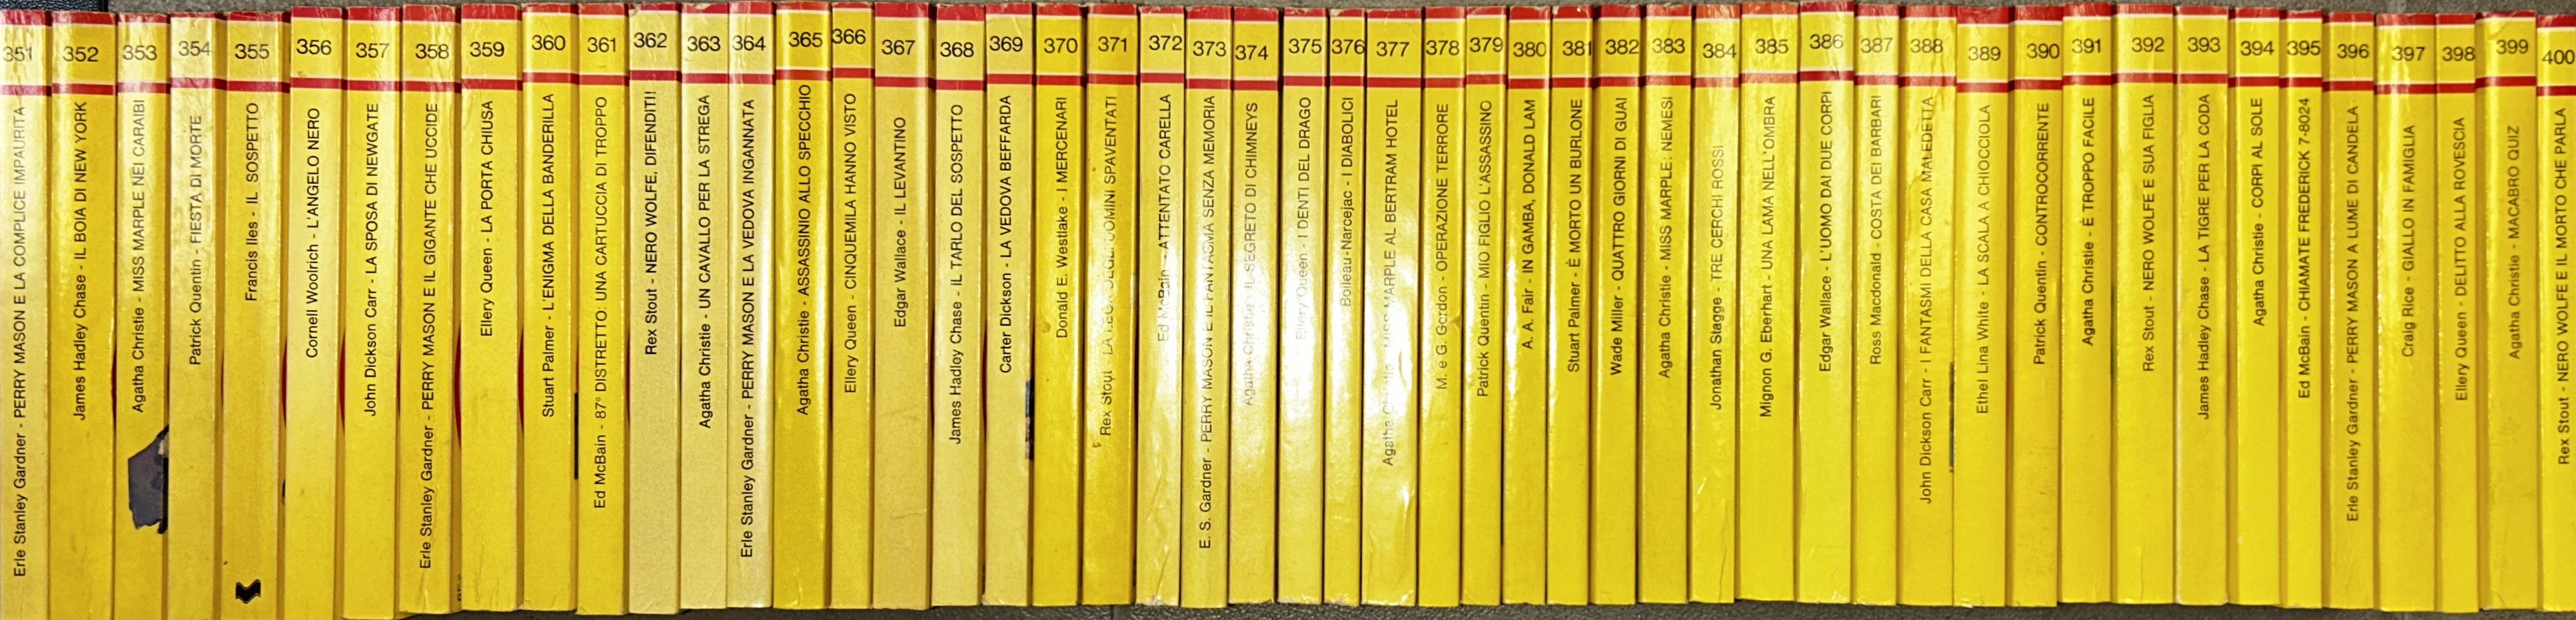 351
Erle Stanley Gardner - PERRY MASON E LA COMPLICE IMPAURITA
352
James Hadley Chase - IL BOIA DI NEW YORK
353
Agatha Christie - MISS MARPLE NEI CARAIBI
354
Patrick Quentin - FIESTA DI MORTE
355
Francis Iles - IL SOSPETTO
356
Cornell Woolrich - L'ANGELO NERO
357
John Dickson Carr - LA SPOSA DI NEWGATE
358
Erle Stanley Gardner - PERRY MASON E IL GIGANTE CHE UCCIDE
359
Ellery Queen - LA PORTA CHIUSA
360
Stuart Palmer - L'ENIGMA DELLA BANDERILLA
361
Ed McBain - 87° DISTRETTO: UNA CARTUCCIA DI TROPPO
362
Rex Stout - NERO WOLFE, DIFENDITI!
363
Agatha Christie - UN CAVALLO PER LA STREGA
364
Erle Stanley Gardner - PERRY MASON E LA VEDOVA INGANNATA
365
Agatha Christie - ASSASSINIO ALLO SPECCHIO
366
Ellery Queen - CINQUEMILA HANNO VISTO
367
Edgar Wallace - IL LEVANTINO
368
James Hadley Chase - IL TARLO DEL SOSPETTO
369
Carter Dickson - LA VEDOVA BEFFARDA
370
Donald E. Westlake - I MERCENARI
371
Rex Stout - LA LEGA DEGLI UOMINI SPAVENTATI
372
Ed McBain - ATTENTATO CARELLA
373
E. S. Gardner - PERRY MASON E IL FANTASMA SENZA MEMORIA
374
Agatha Christie - IL SEGRETO DI CHIMNEYS
375
Ellery Queen - I DENTI DEL DRAGO
376
Boileau-Narcejac - I DIABOLICI
377
Agatha Christie - MISS MARPLE AL BERTRAM HOTEL
378
M. e G. Gordon - OPERAZIONE TERRORE
379
Patrick Quentin - MIO FIGLIO L'ASSASSINO
380
A. A. Fair - IN GAMBA, DONALD LAM
381
Stuart Palmer - È MORTO UN BURLONE
382
Wade Miller - QUATTRO GIORNI DI GUAI
383
Agatha Christie - MISS MARPLE: NEMESI
384
Jonathan Stagge - TRE CERCHI ROSSI
385
Mignon G. Eberhart - UNA LAMA NELL'OMBRA
386
Edgar Wallace - L'UOMO DAI DUE CORPI
387
Ross Macdonald - COSTA DEI BARBARI
388
John Dickson Carr - I FANTASMI DELLA CASA MALEDETTA
389
Ethel Lina White - LA SCALA A CHIOCCIOLA
390
Patrick Quentin - CONTROCORRENTE
391
Agatha Christie - È TROPPO FACILE
392
Rex Stout - NERO WOLFE E SUA FIGLIA
393
James Hadley Chase - LA TIGRE PER LA CODA
394
Agatha Christie - CORPI AL SOLE
395
Ed McBain - CHIAMATE FREDERICK 7-8024
396
Erle Stanley Gardner - PERRY MASON A LUME DI CANDELA
397
Craig Rice - GIALLO IN FAMIGLIA
398
Ellery Queen - DELITTO ALLA ROVESCIA
399
Agatha Christie - MACABRO QUIZ
400
Rex Stout - NERO WOLFE E IL MORTO CHE PARLA